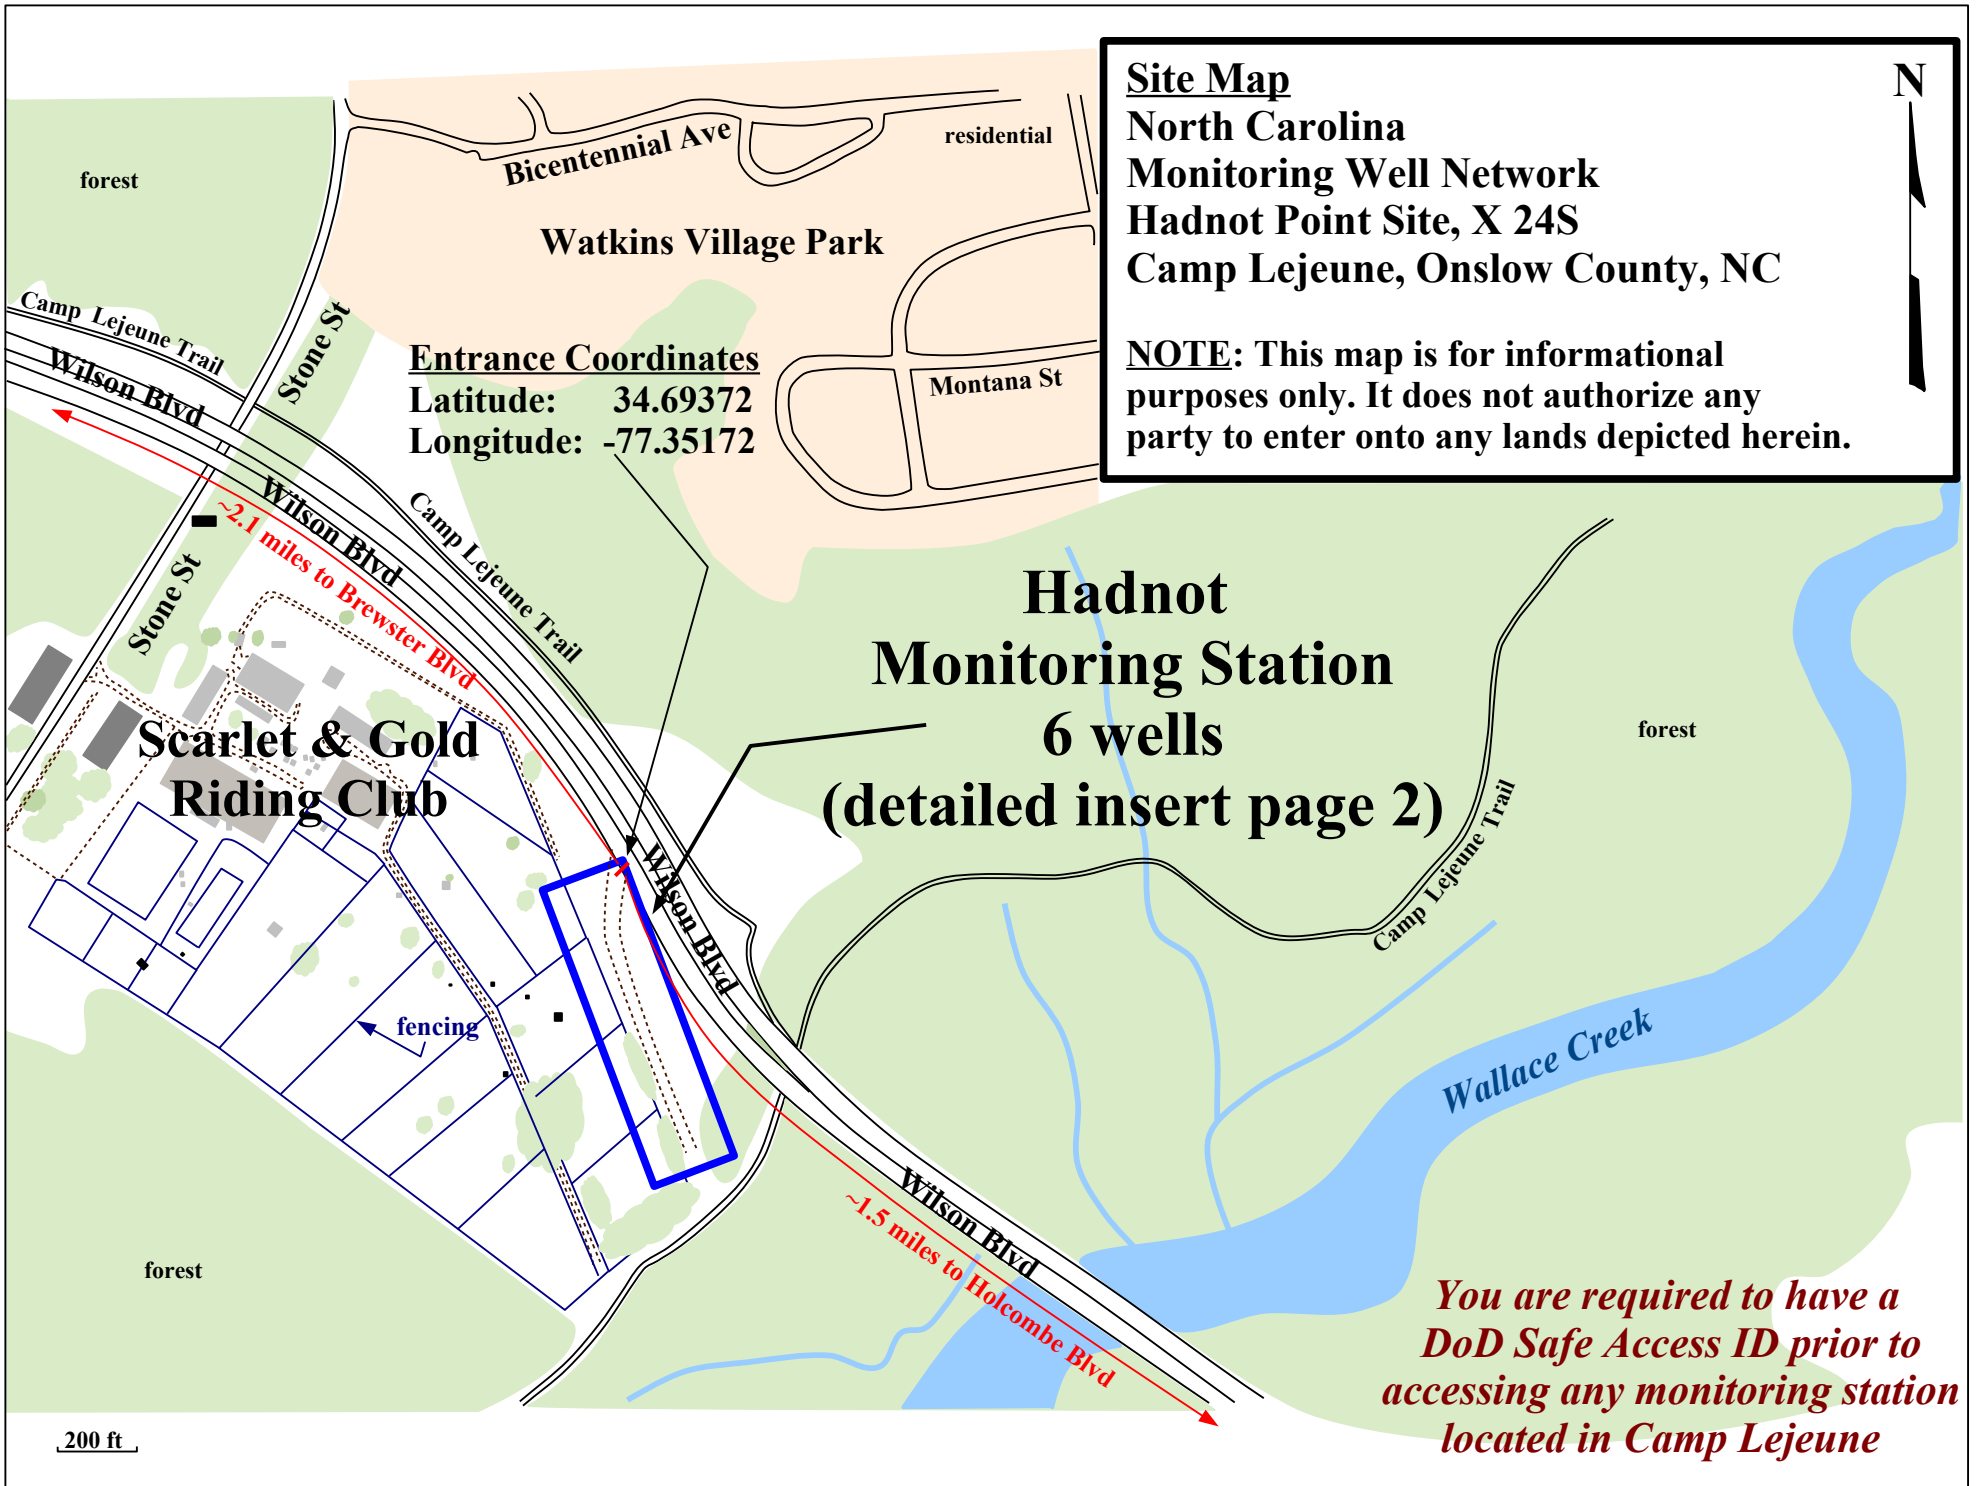 Site Map
North Carolina
Monitoring Well Network
Hadnot Point Site, X 24S
Camp Lejeune, Onslow County, NC
NOTE: This map is for informational
purposes only. It does not authorize any
party to enter onto any lands depicted herein.
N
forest
Bicentennial Ave
residential
Watkins Village Park
Camp Lejeune Trail
Wilson Blvd
Stone St
Entrance Coordinates
Latitude: 34.69372
Longitude: -77.35172
Montana St
Wilson Blvd
Camp Lejeune Trail
~2.1 miles to Brewster Blvd
Stone St
Hadnot
Monitoring Station
6 wells
(detailed insert page 2)
Scarlet & Gold
Riding Club
forest
Camp Lejeune Trail
Wilson Blvd
fencing
Wallace Creek
Wilson Blvd
~1.5 miles to Holcombe Blvd
forest
You are required to have a
DoD Safe Access ID prior to
accessing any monitoring station
located in Camp Lejeune
200 ft